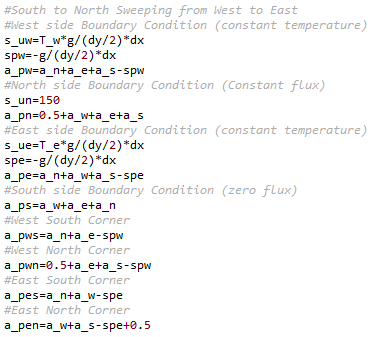 #South to North Sweeping from West to East
#West side Boundary Condition (constant temperature)
s_uw=T_w*g/(dy/2)*dx
spw=-g/(dy/2)*dx
a_pw=a_n+a_e+a_s-spw
#North side Boundary Condition (Constant flux)
s_un=150
a_pn=0.5+a_w+a_e+a_s
#East side Boundary Condition (constant temperature)
s_ue=T_e*g/(dy/2)*dx
spe=-g/(dy/2)*dx
a_pe=a_n+a_w+a_s-spe
#South side Boundary Condition (zero flux)
a_ps=a_w+a_e+a_n
#West South Corner
a_pws=a_n+a_e-spw
#West North Corner
a_pwn=0.5+a_e+a_s-spw
#East South Corner
a_pes=a_n+a_w-spe
#East North Corner
a_pen=a_w+a_s-spe+0.5